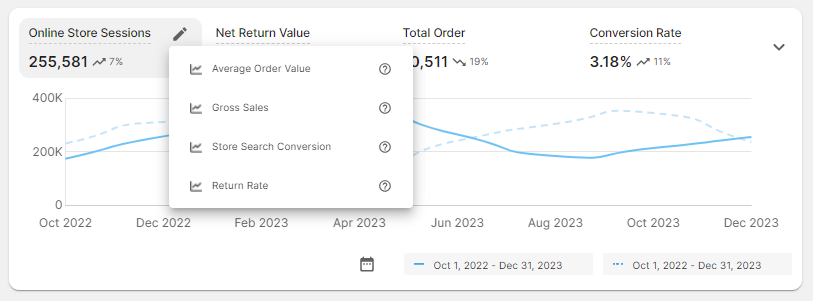 Online Store Sessions
Net Return Value
Total Order
Conversion Rate
255,581 7%
0,511 19%
3.18% 11%
Average Order Value
Gross Sales
Store Search Conversion
Return Rate
400K
200K
0
Oct 2022 Dec 2022 Feb 2023 Apr 2023 Jun 2023 Aug 2023 Oct 2023 Dec 2023
Oct 1, 2022 - Dec 31, 2023
Oct 1, 2022 - Dec 31, 2023